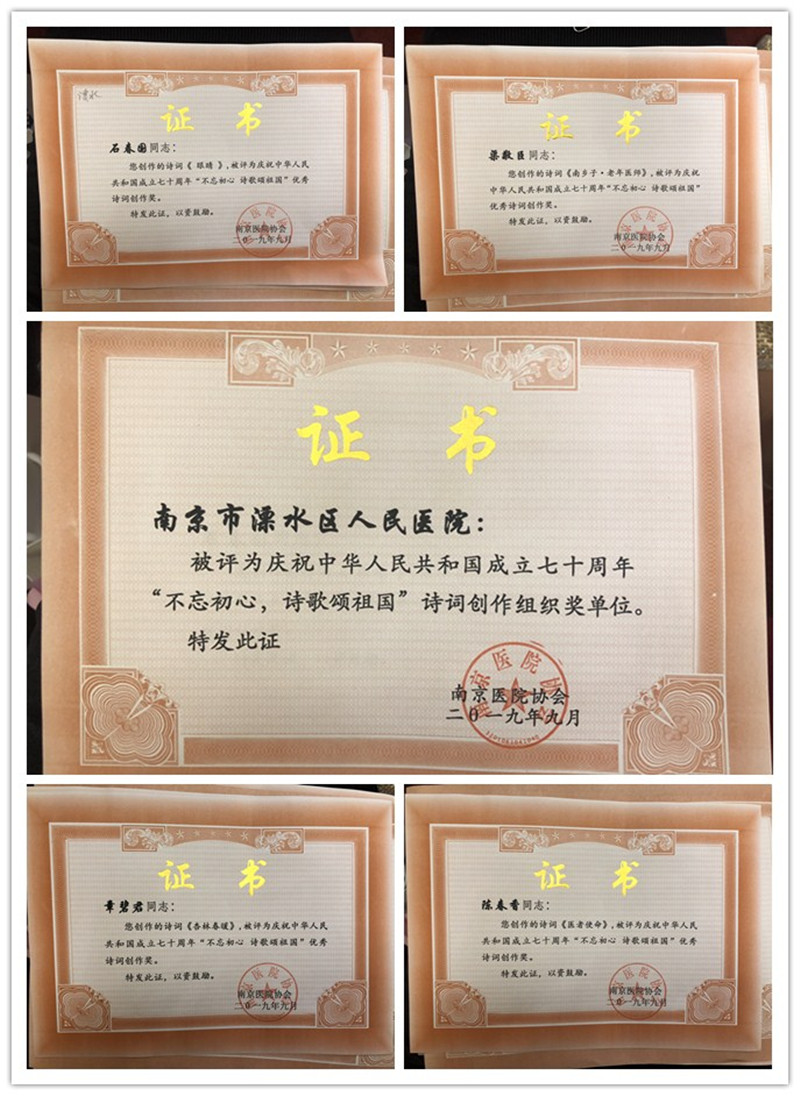 溧水
证 书
石春国同志：
您创作的诗词《 眼睛 》，被评为庆祝中华人民
共和国成立七十周年“不忘初心 诗歌颂祖国”优秀
诗词创作奖。
特发此证，以资鼓励。
南京医院协会
二〇一九年九月
证 书
梁敬臣同志：
您创作的诗词《南乡子·老年医师》，被评为庆祝
中华人民共和国成立七十周年“不忘初心 诗歌颂祖国”
优秀诗词创作奖。
特发此证，以资鼓励。
南京医院协会
二〇一九年九月
证 书
南京市溧水区人民医院：
被评为庆祝中华人民共和国成立七十周年
“不忘初心，诗歌颂祖国”诗词创作组织奖单位。
特发此证
南京医院协会
二〇一九年九月
证 书
章碧君同志：
您创作的诗词《杏林春暖》，被评为庆祝中华人民
共和国成立七十周年“不忘初心 诗歌颂祖国”优秀
诗词创作奖。
特发此证，以资鼓励。
南京医院协会
二〇一九年九月
证 书
陈春香同志：
您创作的诗词《医者使命》，被评为庆祝中华人民
共和国成立七十周年“不忘初心 诗歌颂祖国”优秀
诗词创作奖。
特发此证，以资鼓励。
南京医院协会
二〇一九年九月